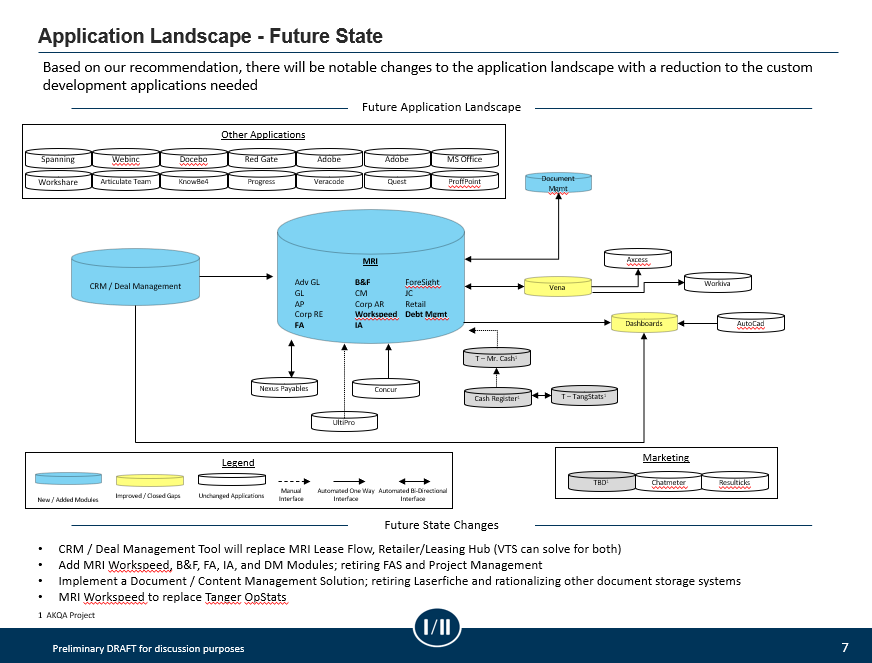 Application Landscape - Future State
Based on our recommendation, there will be notable changes to the application landscape with a reduction to the custom
development applications needed
Future Application Landscape
Other Applications
Spanning Webinc Docebo Red Gate Adobe Adobe MS Office
Workshare Articulate Team KnowBe4 Progress Veracode Quest ProffPoint
Document
Mgmt
MRI
CRM / Deal Management
Adv GL B&F ForeSight
GL CM JC
AP Corp AR Retail
Corp RE Workspeed Debt Mgmt
FA IA
Axcess
Vena
Workiva
Dashboards
AutoCad
T – Mr. Cash¹
Nexus Payables
Concur
Cash Register¹
T – TangStats¹
UltiPro
Legend
New / Added Modules
Improved / Closed Gaps
Unchanged Applications
Manual
Interface
Automated One Way
Interface
Automated Bi-Directional
Interface
Marketing
TBD¹ Chatmeter Resulticks
Future State Changes
• CRM / Deal Management Tool will replace MRI Lease Flow, Retailer/Leasing Hub (VTS can solve for both)
• Add MRI Workspeed, B&F, FA, IA, and DM Modules; retiring FAS and Project Management
• Implement a Document / Content Management Solution; retiring Laserfiche and rationalizing other document storage systems
• MRI Workspeed to replace Tanger OpStats
1 AKQA Project
I/II
Preliminary DRAFT for discussion purposes
7